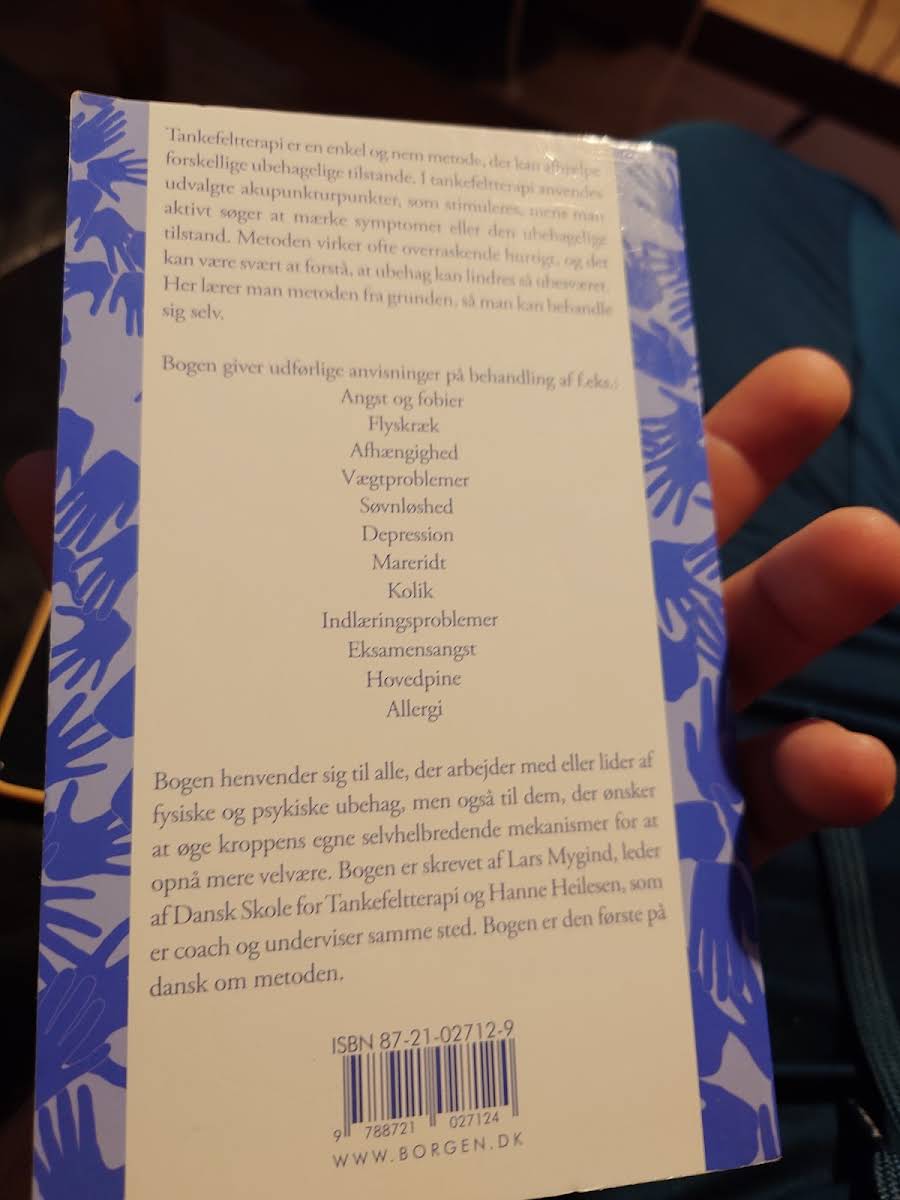 Tankefeltterapi er en enkel og nem metode, der kan afhjælpe
forskellige ubehagelige tilstande. I tankefeltterapi anvendes
udvalgte akupunkturpunkter, som stimuleres, mens man
aktivt søger at mærke symptomet eller den ubehagelige
tilstand. Metoden virker ofte overraskende hurtigt, og det
kan være svært at forstå, at ubehag kan lindres så ubesværet.
Her lærer man metoden fra grunden, så man kan behandle
sig selv.
Bogen giver udførlige anvisninger på behandling af f.eks.:
Angst og fobier
Flyskræk
Afhængighed
Vægtproblemer
Søvnløshed
Depression
Mareridt
Kolik
Indlæringsproblemer
Eksamensangst
Hovedpine
Allergi
Bogen henvender sig til alle, der arbejder med eller lider af
fysiske og psykiske ubehag, men også til dem, der ønsker
at øge kroppens egne selvhelbredende mekanismer for at
opnå mere velvære. Bogen er skrevet af Lars Mygind, leder
af Dansk Skole for Tankefeltterapi og Hanne Heilesen, som
er coach og underviser samme sted. Bogen er den første på
dansk om metoden.
ISBN 87-21-02712-9
9 788721 027124
WWW.BORGEN.DK